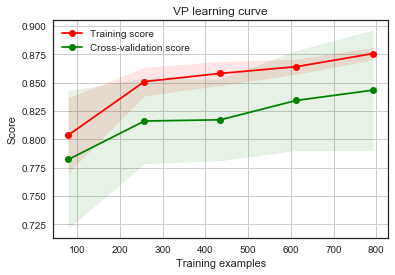 VP learning curve
0.900
0.875
0.850
0.825
0.800
0.775
0.750
0.725
Score
Training score
Cross-validation score
100 200 300 400 500 600 700 800
Training examples